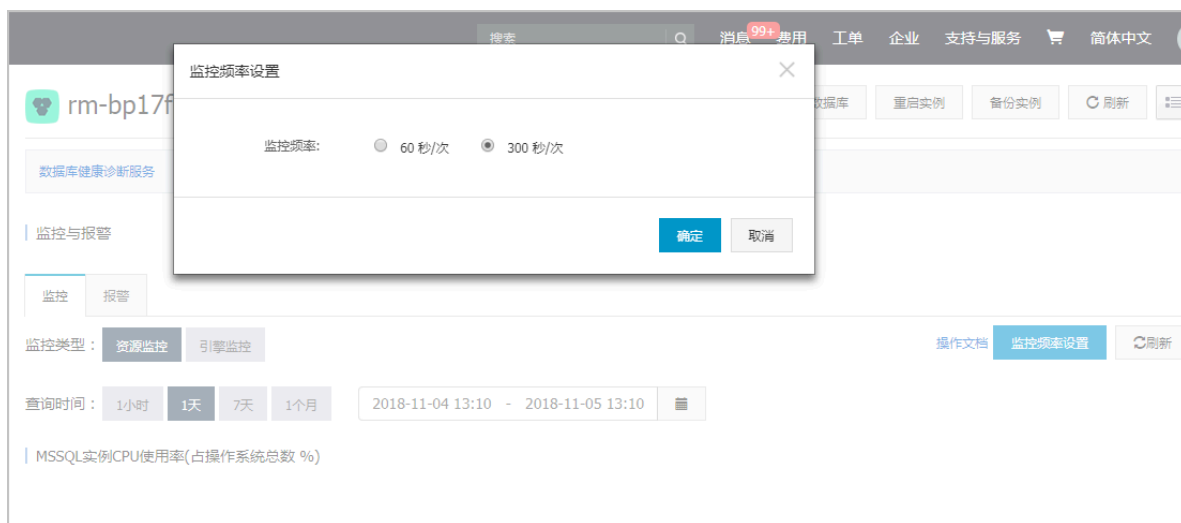 搜索 消息 99+ 费用 工单 企业 支持与服务 简体中文
监控频率设置
rm-bp17f 数据库 重启实例 备份实例 刷新
监控频率: 60 秒/次 300 秒/次
数据库健康诊断服务
监控与报警
确定 取消
监控 报警
监控类型： 资源监控 引擎监控 操作文档 监控频率设置 刷新
查询时间： 1小时 1天 7天 1个月 2018-11-04 13:10 - 2018-11-05 13:10
MSSQL实例CPU使用率(占操作系统总数 %)